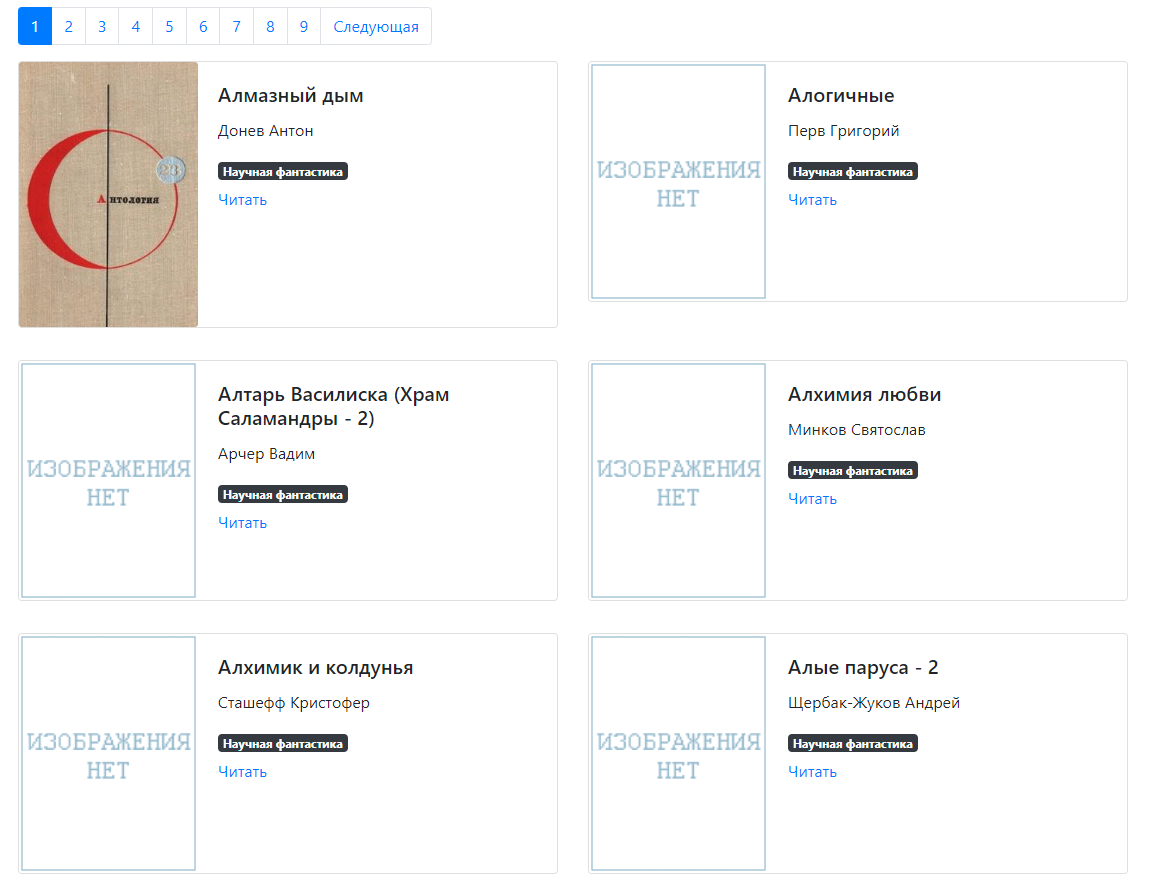 1 2 3 4 5 6 7 8 9 Следующая
23
Антология
Алмазный дым
Донев Антон
Научная фантастика
Читать
ИЗОБРАЖЕНИЯ
НЕТ
Алогичные
Перв Григорий
Научная фантастика
Читать
ИЗОБРАЖЕНИЯ
НЕТ
Алтарь Василиска (Храм
Саламандры - 2)
Арчер Вадим
Научная фантастика
Читать
ИЗОБРАЖЕНИЯ
НЕТ
Алхимия любви
Минков Святослав
Научная фантастика
Читать
ИЗОБРАЖЕНИЯ
НЕТ
Алхимик и колдунья
Сташефф Кристофер
Научная фантастика
Читать
ИЗОБРАЖЕНИЯ
НЕТ
Алые паруса - 2
Щербак-Жуков Андрей
Научная фантастика
Читать